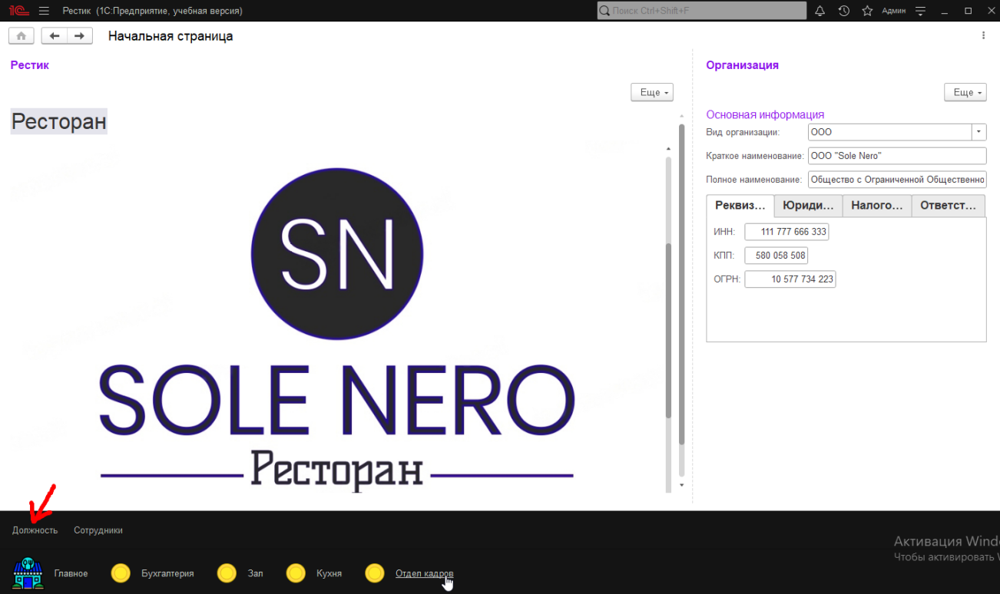 1С Рестик (1С:Предприятие, учебная версия) Поиск Ctrl+Shift+F Админ
Начальная страница
Рестик
Еще
Ресторан
SN
SOLE NERO
Ресторан
Организация
Еще
Основная информация
Вид организации: ООО
Краткое наименование: ООО "Sole Nero"
Полное наименование: Общество с Ограниченной Общественно
Реквиз... Юриди... Налого... Ответст...
ИНН: 111 777 666 333
КПП: 580 058 508
ОГРН: 10 577 734 223
Должность Сотрудники
Активация Wind
Чтобы активировать
Главное Бухгалтерия Зал Кухня Отдел кадров